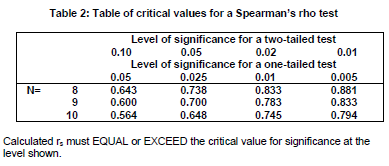 Table 2: Table of critical values for a Spearman's rho test
Level of significance for a two-tailed test
0.10 0.05 0.02 0.01
Level of significance for a one-tailed test
0.05 0.025 0.01 0.005
N= 8 0.643 0.738 0.833 0.881
9 0.600 0.700 0.783 0.833
10 0.564 0.648 0.745 0.794
Calculated rs must EQUAL or EXCEED the critical value for significance at the
level shown.